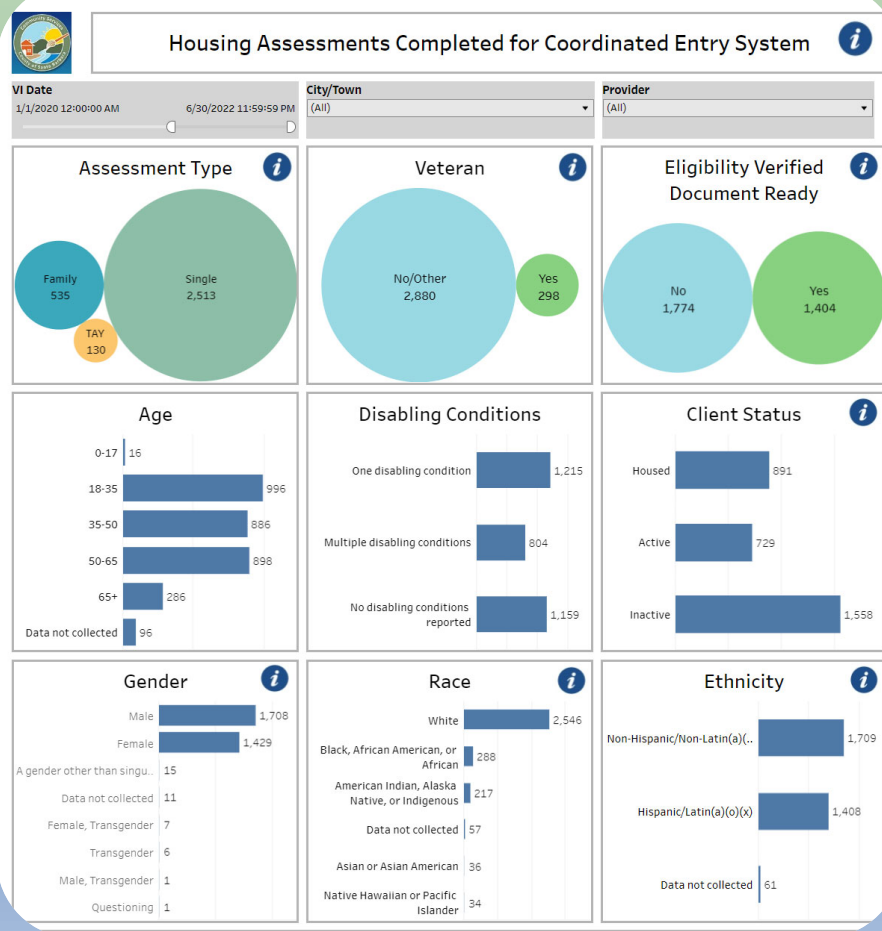 Housing Assessments Completed for Coordinated Entry System
i
VI Date
1/1/2020 12:00:00 AM
6/30/2022 11:59:59 PM
City/Town
(All)
Provider
(All)
Assessment Type
i
Family
535
Single
2,513
TAY
130
Veteran
i
No/Other
2,880
Yes
298
Eligibility Verified
Document Ready
i
No
1,774
Yes
1,404
Age
0-17 16
18-35 996
35-50 886
50-65 898
65+ 286
Data not collected 96
Disabling Conditions
One disabling condition 1,215
Multiple disabling conditions 804
No disabling conditions
reported 1,159
Client Status
i
Housed 891
Active 729
Inactive 1,558
Gender
i
Male 1,708
Female 1,429
A gender other than singu.. 15
Data not collected 11
Female, Transgender 7
Transgender 6
Male, Transgender 1
Questioning 1
Race
i
White 2,546
Black, African American, or
African 288
American Indian, Alaska
Native, or Indigenous 217
Data not collected 57
Asian or Asian American 36
Native Hawaiian or Pacific
Islander 34
Ethnicity
i
Non-Hispanic/Non-Latin(a)(.. 1,709
Hispanic/Latin(a)(o)(x) 1,408
Data not collected 61